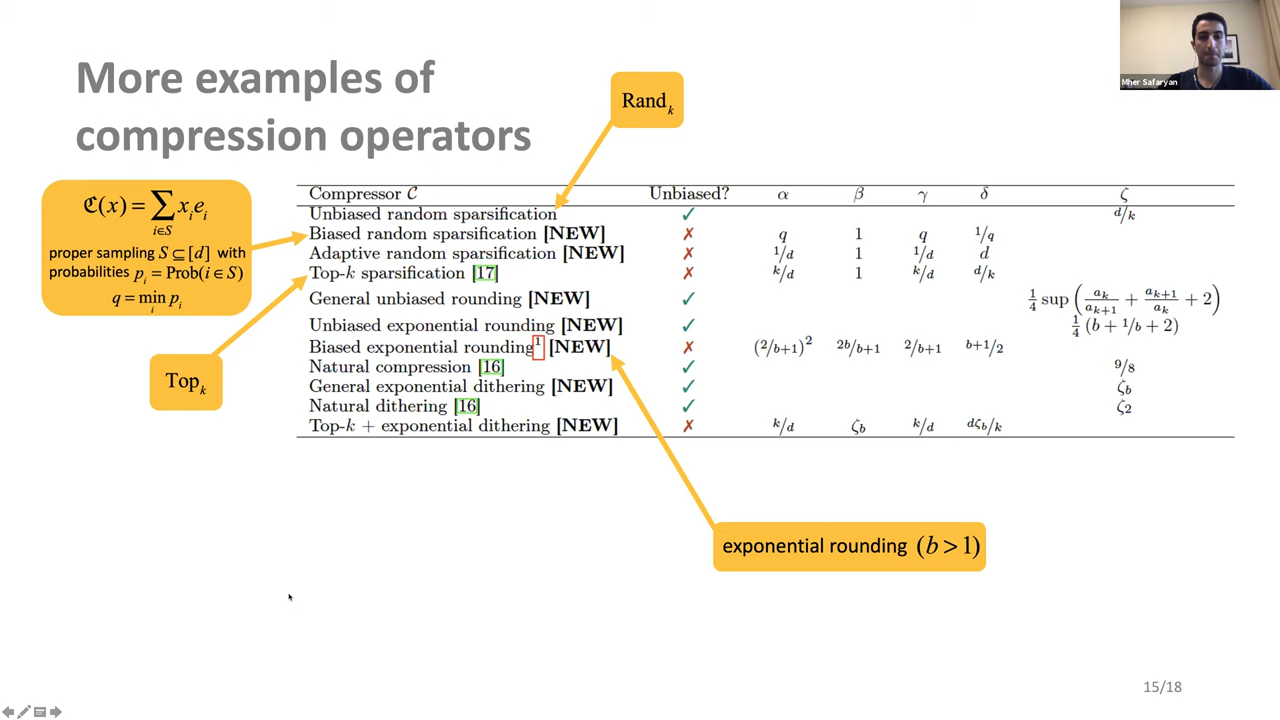 More examples of
compression operators
Mher Safaryan
Rand_k
ℭ(x) = ∑_{i∈S} x_i e_i
proper sampling S ⊆ [d] with
probabilities p_i = Prob(i ∈ S)
q = min_i p_i
Top_k
Compressor C Unbiased? α β γ δ ζ
Unbiased random sparsification ✓ d/k
Biased random sparsification [NEW] ✗ q 1 q 1/q
Adaptive random sparsification [NEW] ✗ 1/d 1 1/d d
Top-k sparsification [17] ✗ k/d 1 k/d d/k
General unbiased rounding [NEW] ✓ 1/4 sup (a_k/a_{k+1} + a_{k+1}/a_k + 2)
Unbiased exponential rounding [NEW] ✓ 1/4 (b + 1/b + 2)
Biased exponential rounding¹ [NEW] ✗ (2/b+1)² 2b/b+1 2/b+1 b+1/2
Natural compression [16] ✓ 9/8
General exponential dithering [NEW] ✓ ζ_b
Natural dithering [16] ✓ ζ_2
Top-k + exponential dithering [NEW] ✗ k/d ζ_b k/d dζ_b/k
exponential rounding (b > 1)
15/18